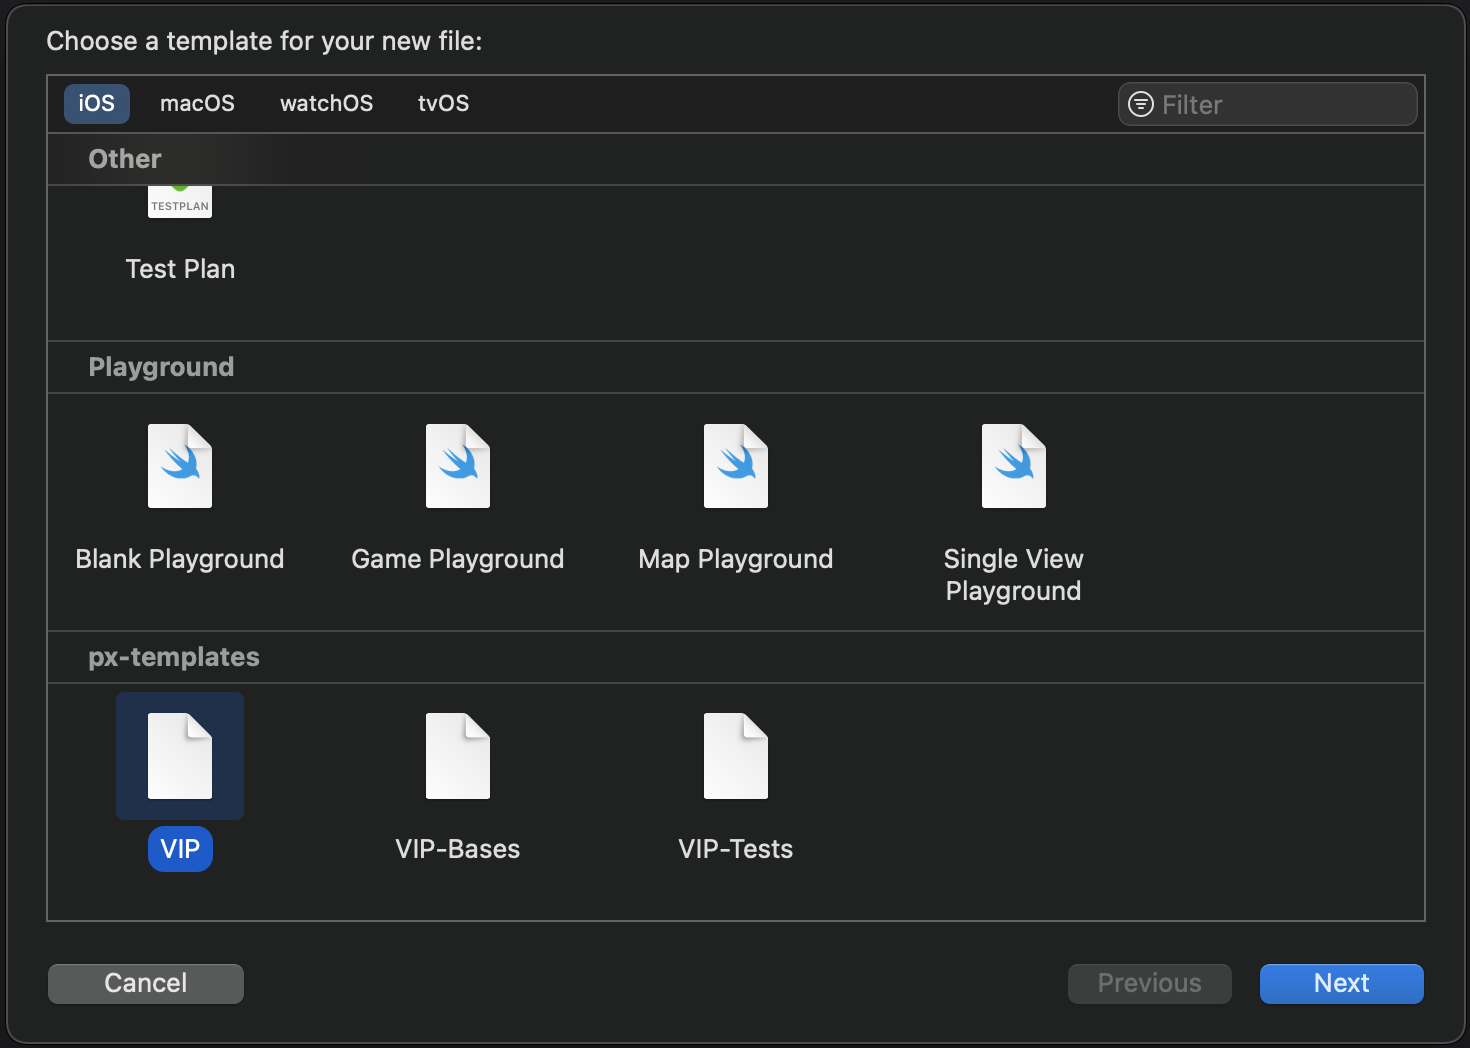 Choose a template for your new file:
iOS macOS watchOS tvOS Filter
Other
TESTPLAN
Test Plan
Playground
Blank Playground Game Playground Map Playground Single View
Playground
px-templates
VIP VIP-Bases VIP-Tests
Cancel Previous Next